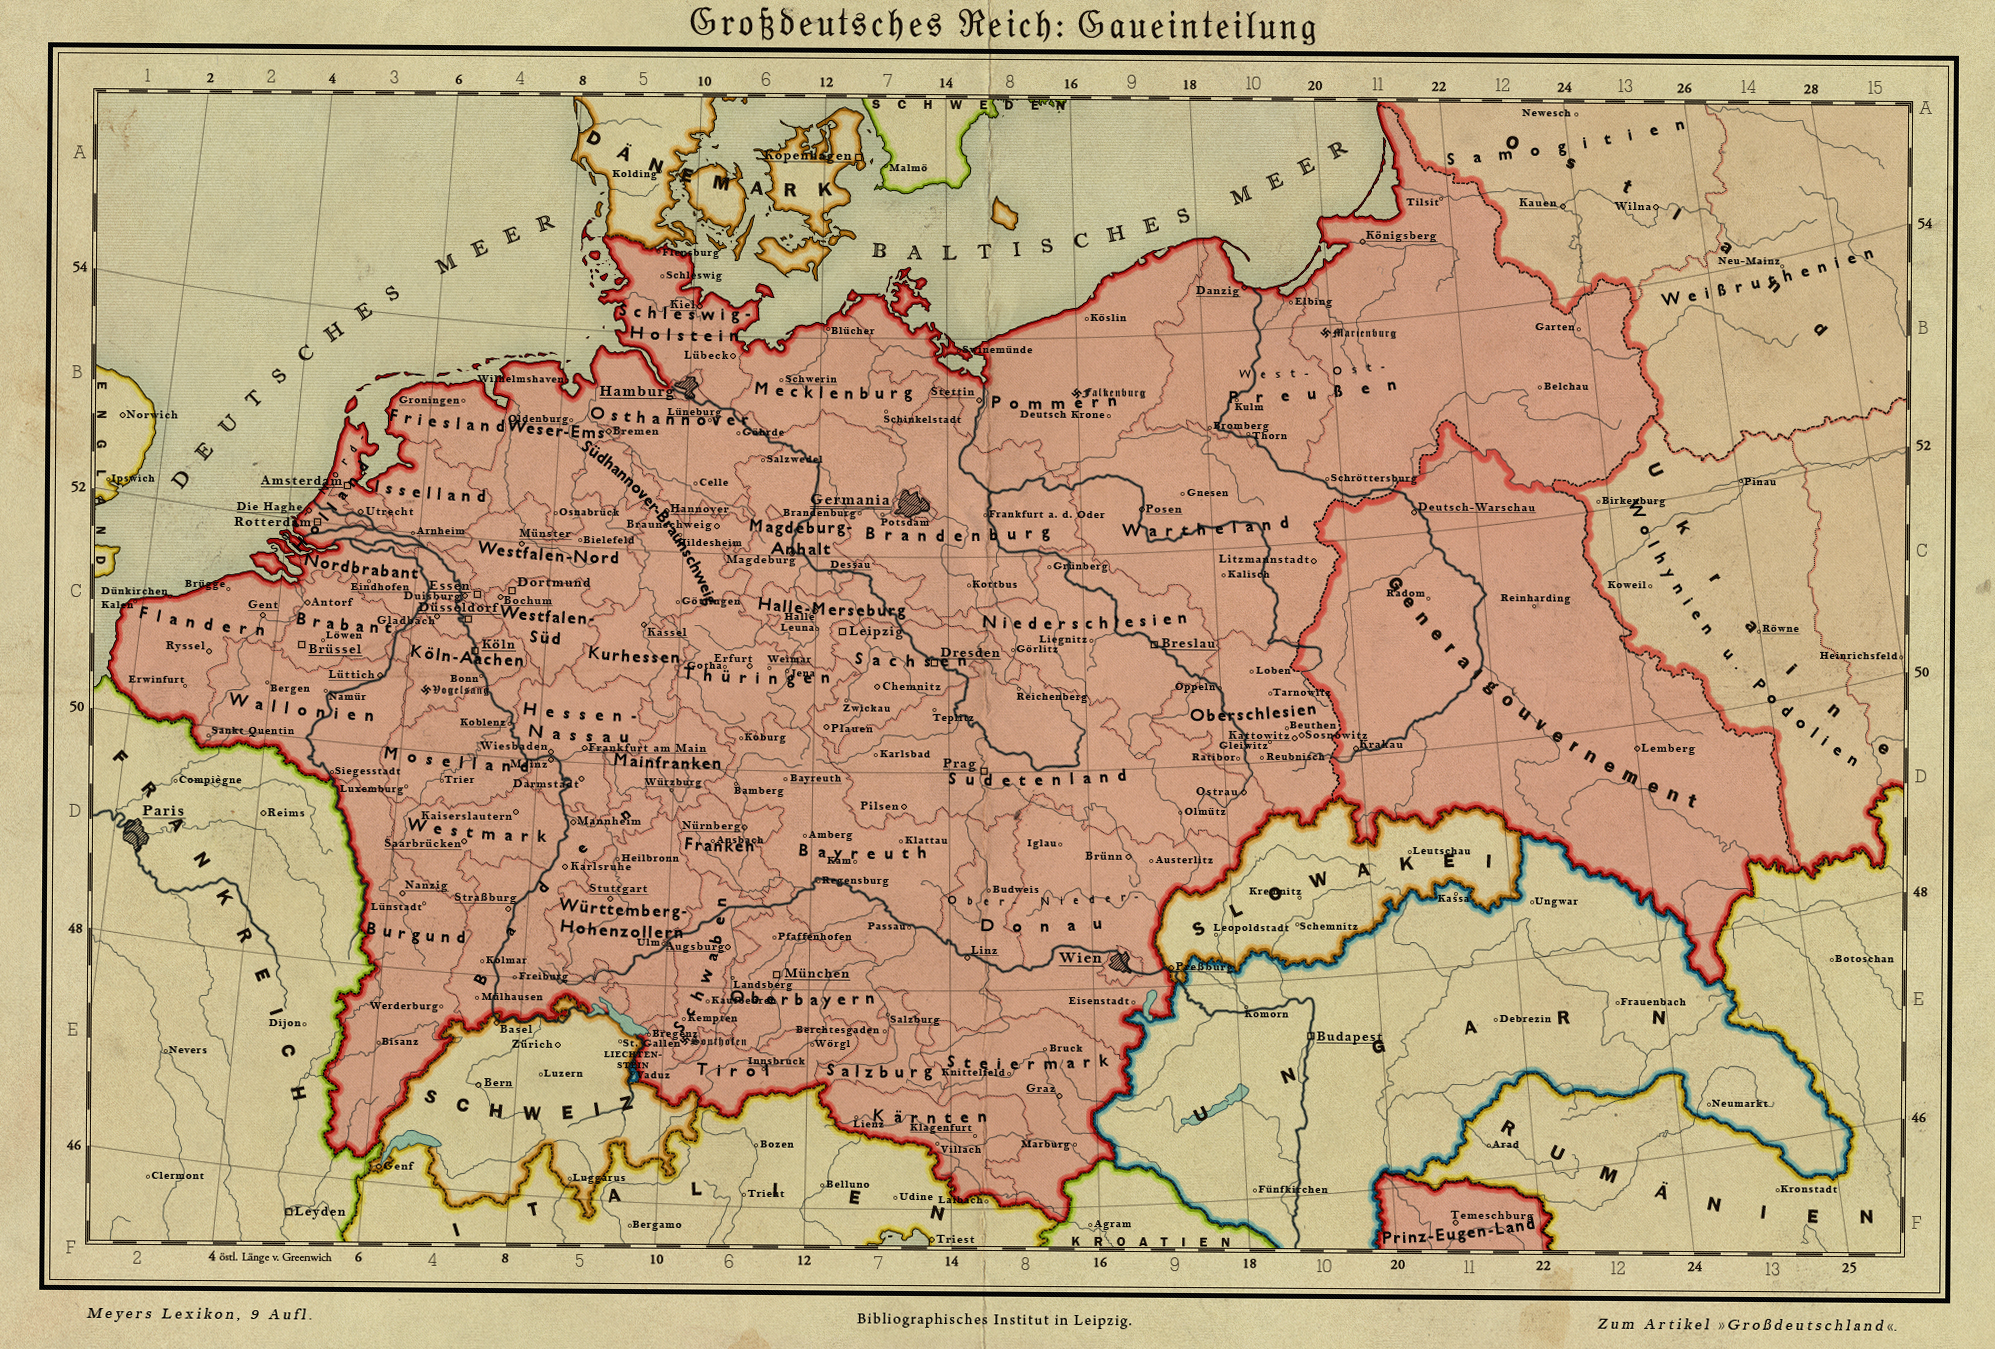 Großdeutsches Reich: Gaueinteilung
1 2 2 4 3 6 4 8 5 10 6 12 7 14 8 16 9 18 10 20 11 22 12 24 13 26 14 28 15
A
B
C
D
E
F
A
B
C
D
E
F
54
52
50
48
46
54
52
50
48
46
SCHWEDEN
Malmö
DÄNEMARK
Kopenhagen
Kolding
DEUTSCHES MEER
BALTISCHES MEER
ENGLAND
Norwich
Ipswich
Newesch
Samogitien
Ostland
Tilsit
Kauen
Wilna
Königsberg
Neu-Mainz
Weißruthenien
Flensburg
Schleswig
Kiel
Schleswig-
Holstein
Lübeck
Blücher
Swinemünde
Köslin
Danzig
Elbing
Marienburg
Garten
Belchau
West- Ost-
Preußen
Kulm
Bromberg
Thorn
Schröttersburg
Wilhelmshaven
Hamburg
Schwerin
Mecklenburg
Stettin
Pommern
Falkenburg
Deutsch Krone
Schinkelstadt
Groningen
Friesland
Oldenburg
Weser-Ems
Bremen
Osthannover
Lüneburg
Göhrde
Salzwedel
Südhannover-Braunschweig
Celle
Hannover
Braunschweig
Hildesheim
Amsterdam
Holland
Isselland
Die Haghe
Rotterdam
Utrecht
Arnheim
Osnabrück
Münster
Bielefeld
Westfalen-Nord
Germania
Brandenburg
Potsdam
Magdeburg-
Anhalt
Magdeburg
Dessau
Brandenburg
Frankfurt a. d. Oder
Gnesen
Posen
Wartheland
Deutsch-Warschau
Litzmannstadt
Kalisch
Grünberg
Kottbus
Birkenburg
Pinau
Ukraine
Wolhynien u. Podolien
Koweil
Röwne
Heinrichsfeld
Radom
Reinharding
Generalgouvernement
Lemberg
Nordbrabant
Eindhofen
Dünkirchen
Kalen
Brügge
Gent
Antorf
Flandern
Brabant
Löwen
Brüssel
Ryssel
Erwinfurt
Bergen
Namür
Lüttich
Wallonien
Sankt Quentin
Essen
Duisburg
Düsseldorf
Gladbach
Dortmund
Bochum
Westfalen-
Süd
Köln
Köln-Aachen
Bonn
Vogelsang
Koblenz
Göttingen
Kassel
Kurhessen
Halle-Merseburg
Halle
Leuna
Leipzig
Niederschlesien
Liegnitz
Görlitz
Breslau
Dresden
Sachsen
Erfurt
Weimar
Gotha
Jena
Thüringen
Chemnitz
Zwickau
Plauen
Teplitz
Reichenberg
Karlsbad
Oppeln
Loben
Tarnowitz
Oberschlesien
Beuthen
Kattowitz
Sosnowitz
Gleiwitz
Ratibor
Reubnisch
Krakau
Hessen-
Nassau
Wiesbaden
Frankfurt am Main
Mainz
Mainfranken
Koburg
Darmstadt
Würzburg
Bamberg
Bayreuth
Prag
Sudetenland
Pilsen
Ostrau
Olmütz
Moselland
Siegesstadt
Luxemburg
Trier
Kaiserslautern
Westmark
Saarbrücken
Mannheim
Nürnberg
Ansbach
Franken
Heilbronn
Karlsruhe
Amberg
Kam
Bayreuth
Klattau
Iglau
Brünn
Austerlitz
FRANKREICH
Compiègne
Paris
Reims
Dijon
Nevers
Clermont
Leyden
Nanzig
Lünstadt
Straßburg
Burgund
Baden
Stuttgart
Württemberg-
Hohenzollern
Ulm
Augsburg
Schwaben
Regensburg
Pfaffenhofen
Passau
Budweis
Ober- Nieder-
Donau
Linz
Wien
Preßburg
Eisenstadt
Kolmar
Freiburg
Mülhausen
Werderburg
Bisanz
Basel
Zürich
München
Landsberg
Kaufbeuren
Oberbayern
Kempten
Berchtesgaden
Salzburg
Wörgl
Bregenz
Sonthofen
St. Gallen
LIECHTEN-
STEIN
Vaduz
Bern
Luzern
SCHWEIZ
Genf
Luggarus
Innsbruck
Tirol
Salzburg
Steiermark
Knittelfeld
Bruck
Graz
Kärnten
Lienz
Klagenfurt
Villach
Marburg
Laibach
Bozen
Trient
Belluno
Udine
Bergamo
Triest
ITALIEN
Agram
KROATIEN
SLOWAKEI
Leutschau
Kremnitz
Leopoldstadt
Schemnitz
Kassa
Ungwar
UNGARN
Komorn
Budapest
Debrezin
Frauenbach
Fünfkirchen
Botoschan
Neumarkt
Arad
RUMÄNIEN
Kronstadt
Temeschburg
Prinz-Eugen-Land
2 4 östl. Länge v. Greenwich 6 4 8 5 10 6 12 7 14 8 16 9 18 10 20 11 22 12 24 13 25
Meyers Lexikon, 9 Aufl.
Bibliographisches Institut in Leipzig.
Zum Artikel »Großdeutschland«.